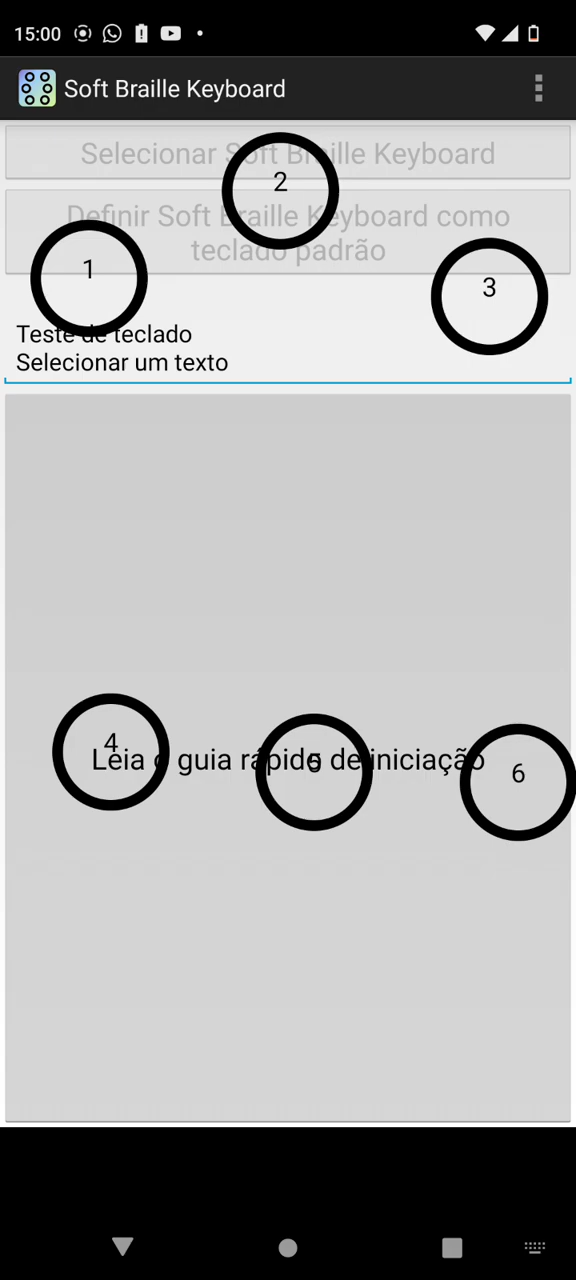 15:00
Soft Braille Keyboard
Selecionar Soft Braille Keyboard
2
Definir Soft Braille Keyboard como
teclado padrão
1
3
Teste de teclado
Selecionar um texto
4
5
6
Leia o guia rápido de iniciação